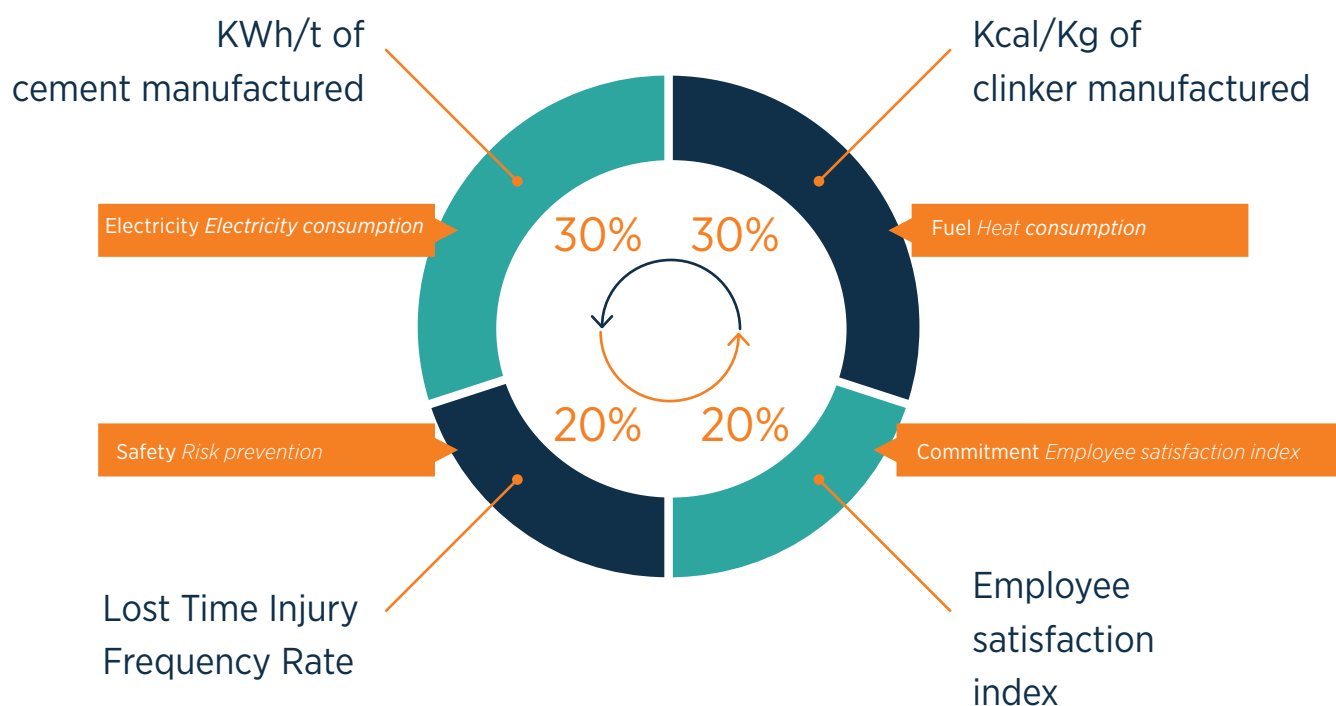 KWh/t of
cement manufactured
Kcal/Kg of
clinker manufactured
Electricity Electricity consumption
Fuel Heat consumption
30%
30%
20%
20%
Safety Risk prevention
Commitment Employee satisfaction index
Lost Time Injury
Frequency Rate
Employee
satisfaction
index